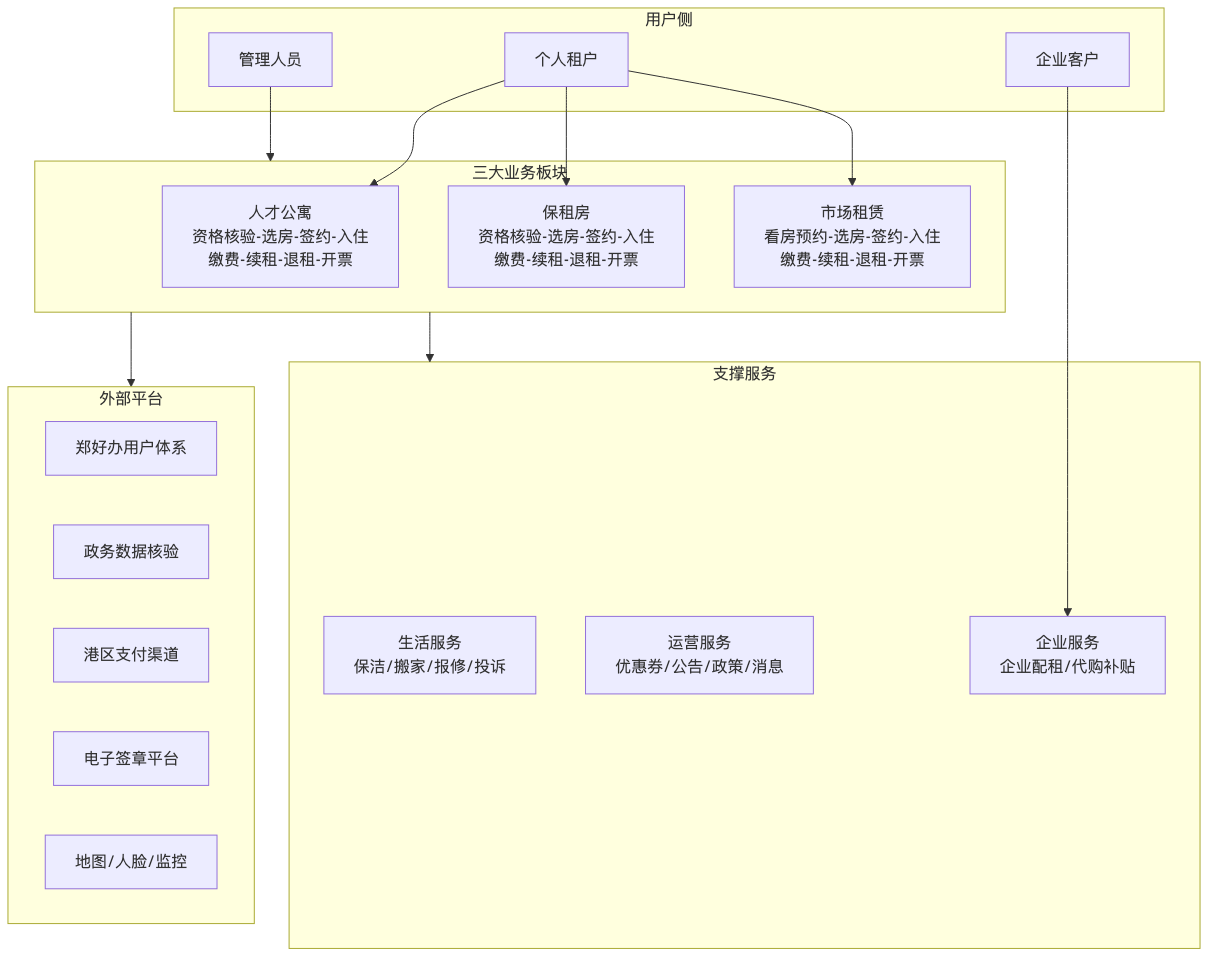 用户侧
管理人员
个人租户
企业客户
三大业务板块
人才公寓
资格核验-选房-签约-入住
缴费-续租-退租-开票
保租房
资格核验-选房-签约-入住
缴费-续租-退租-开票
市场租赁
看房预约-选房-签约-入住
缴费-续租-退租-开票
外部平台
郑好办用户体系
政务数据核验
港区支付渠道
电子签章平台
地图/人脸/监控
支撑服务
生活服务
保洁/搬家/报修/投诉
运营服务
优惠券/公告/政策/消息
企业服务
企业配租/代购补贴